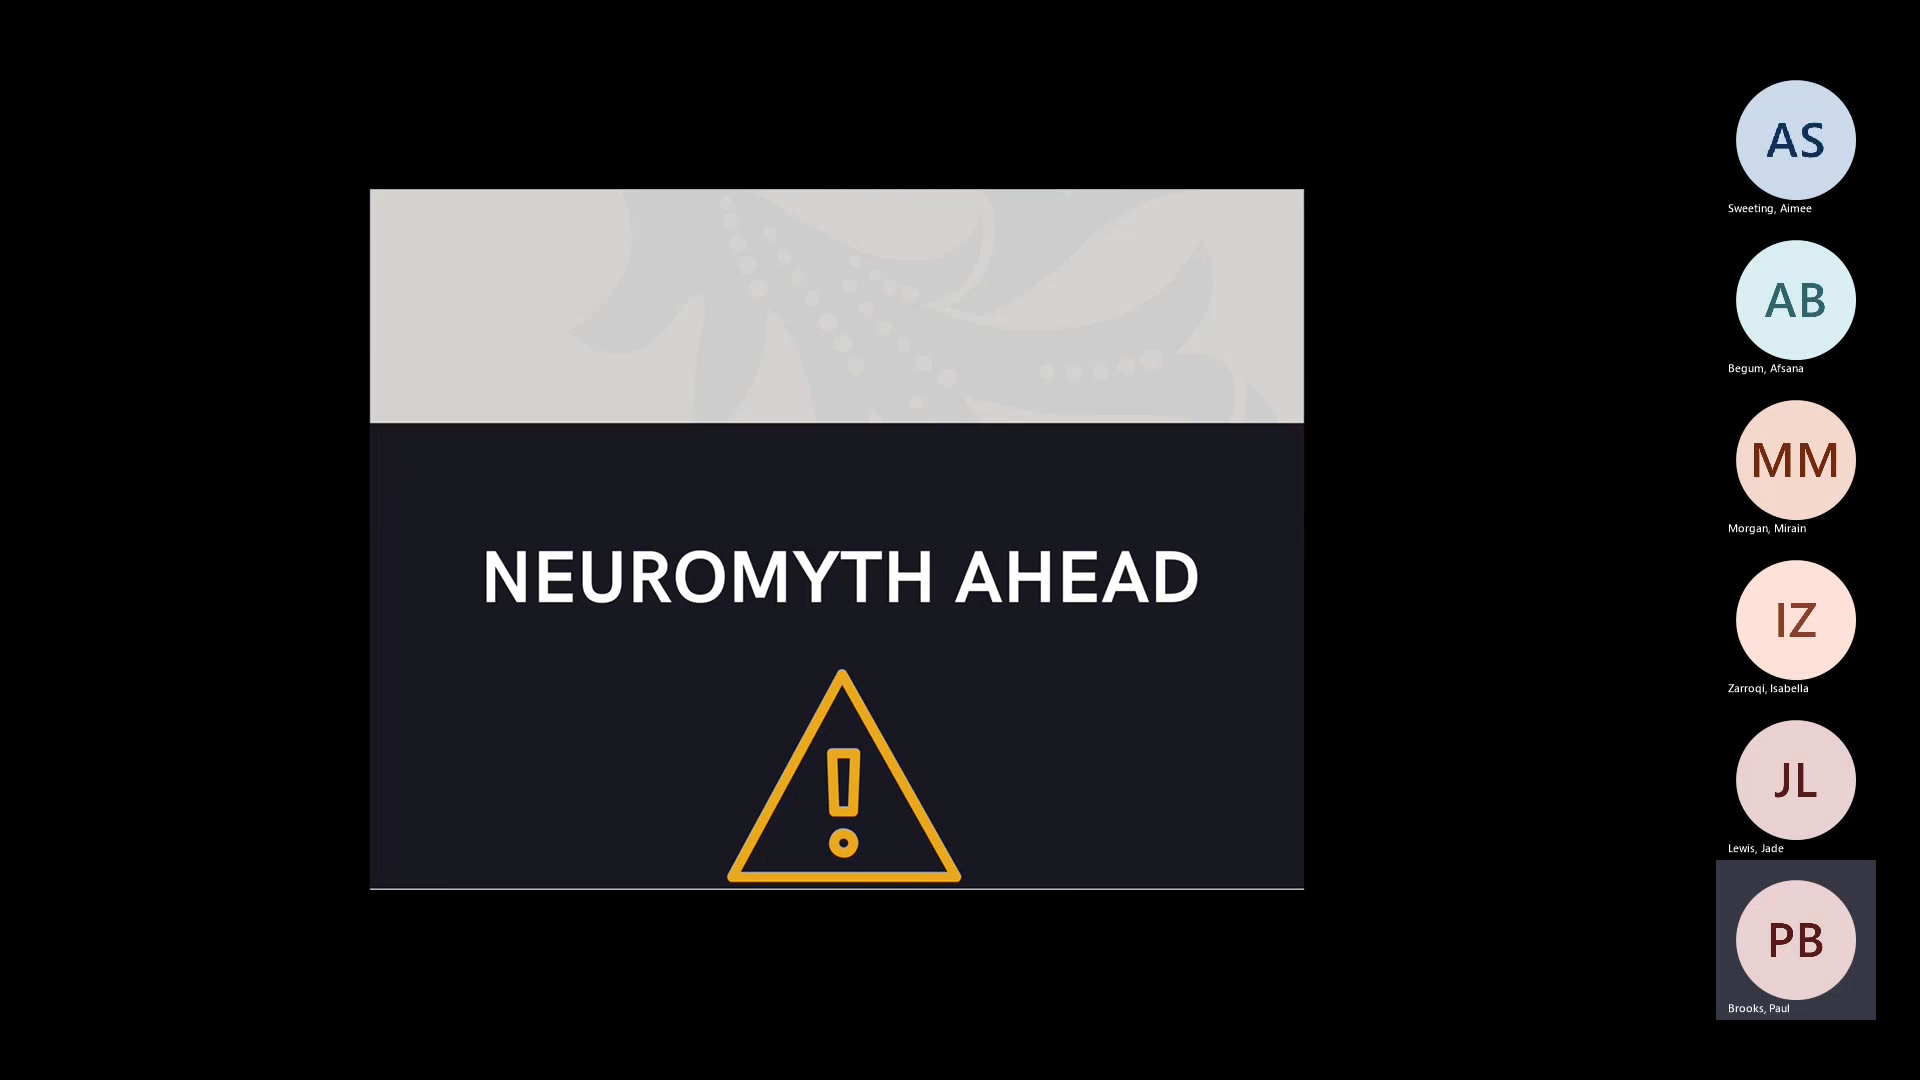 NEUROMYTH AHEAD
AS
Sweeting, Aimee
AB
Begum, Afsana
MM
Morgan, Mirain
IZ
Zarroqi, Isabella
JL
Lewis, Jade
PB
Brooks, Paul